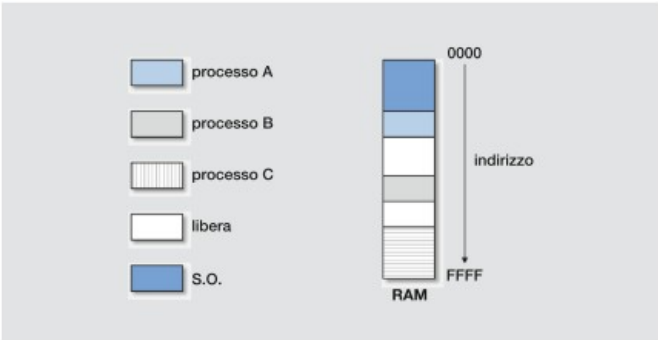 processo A
processo B
processo C
libera
S.O.
0000
indirizzo
FFFF
RAM